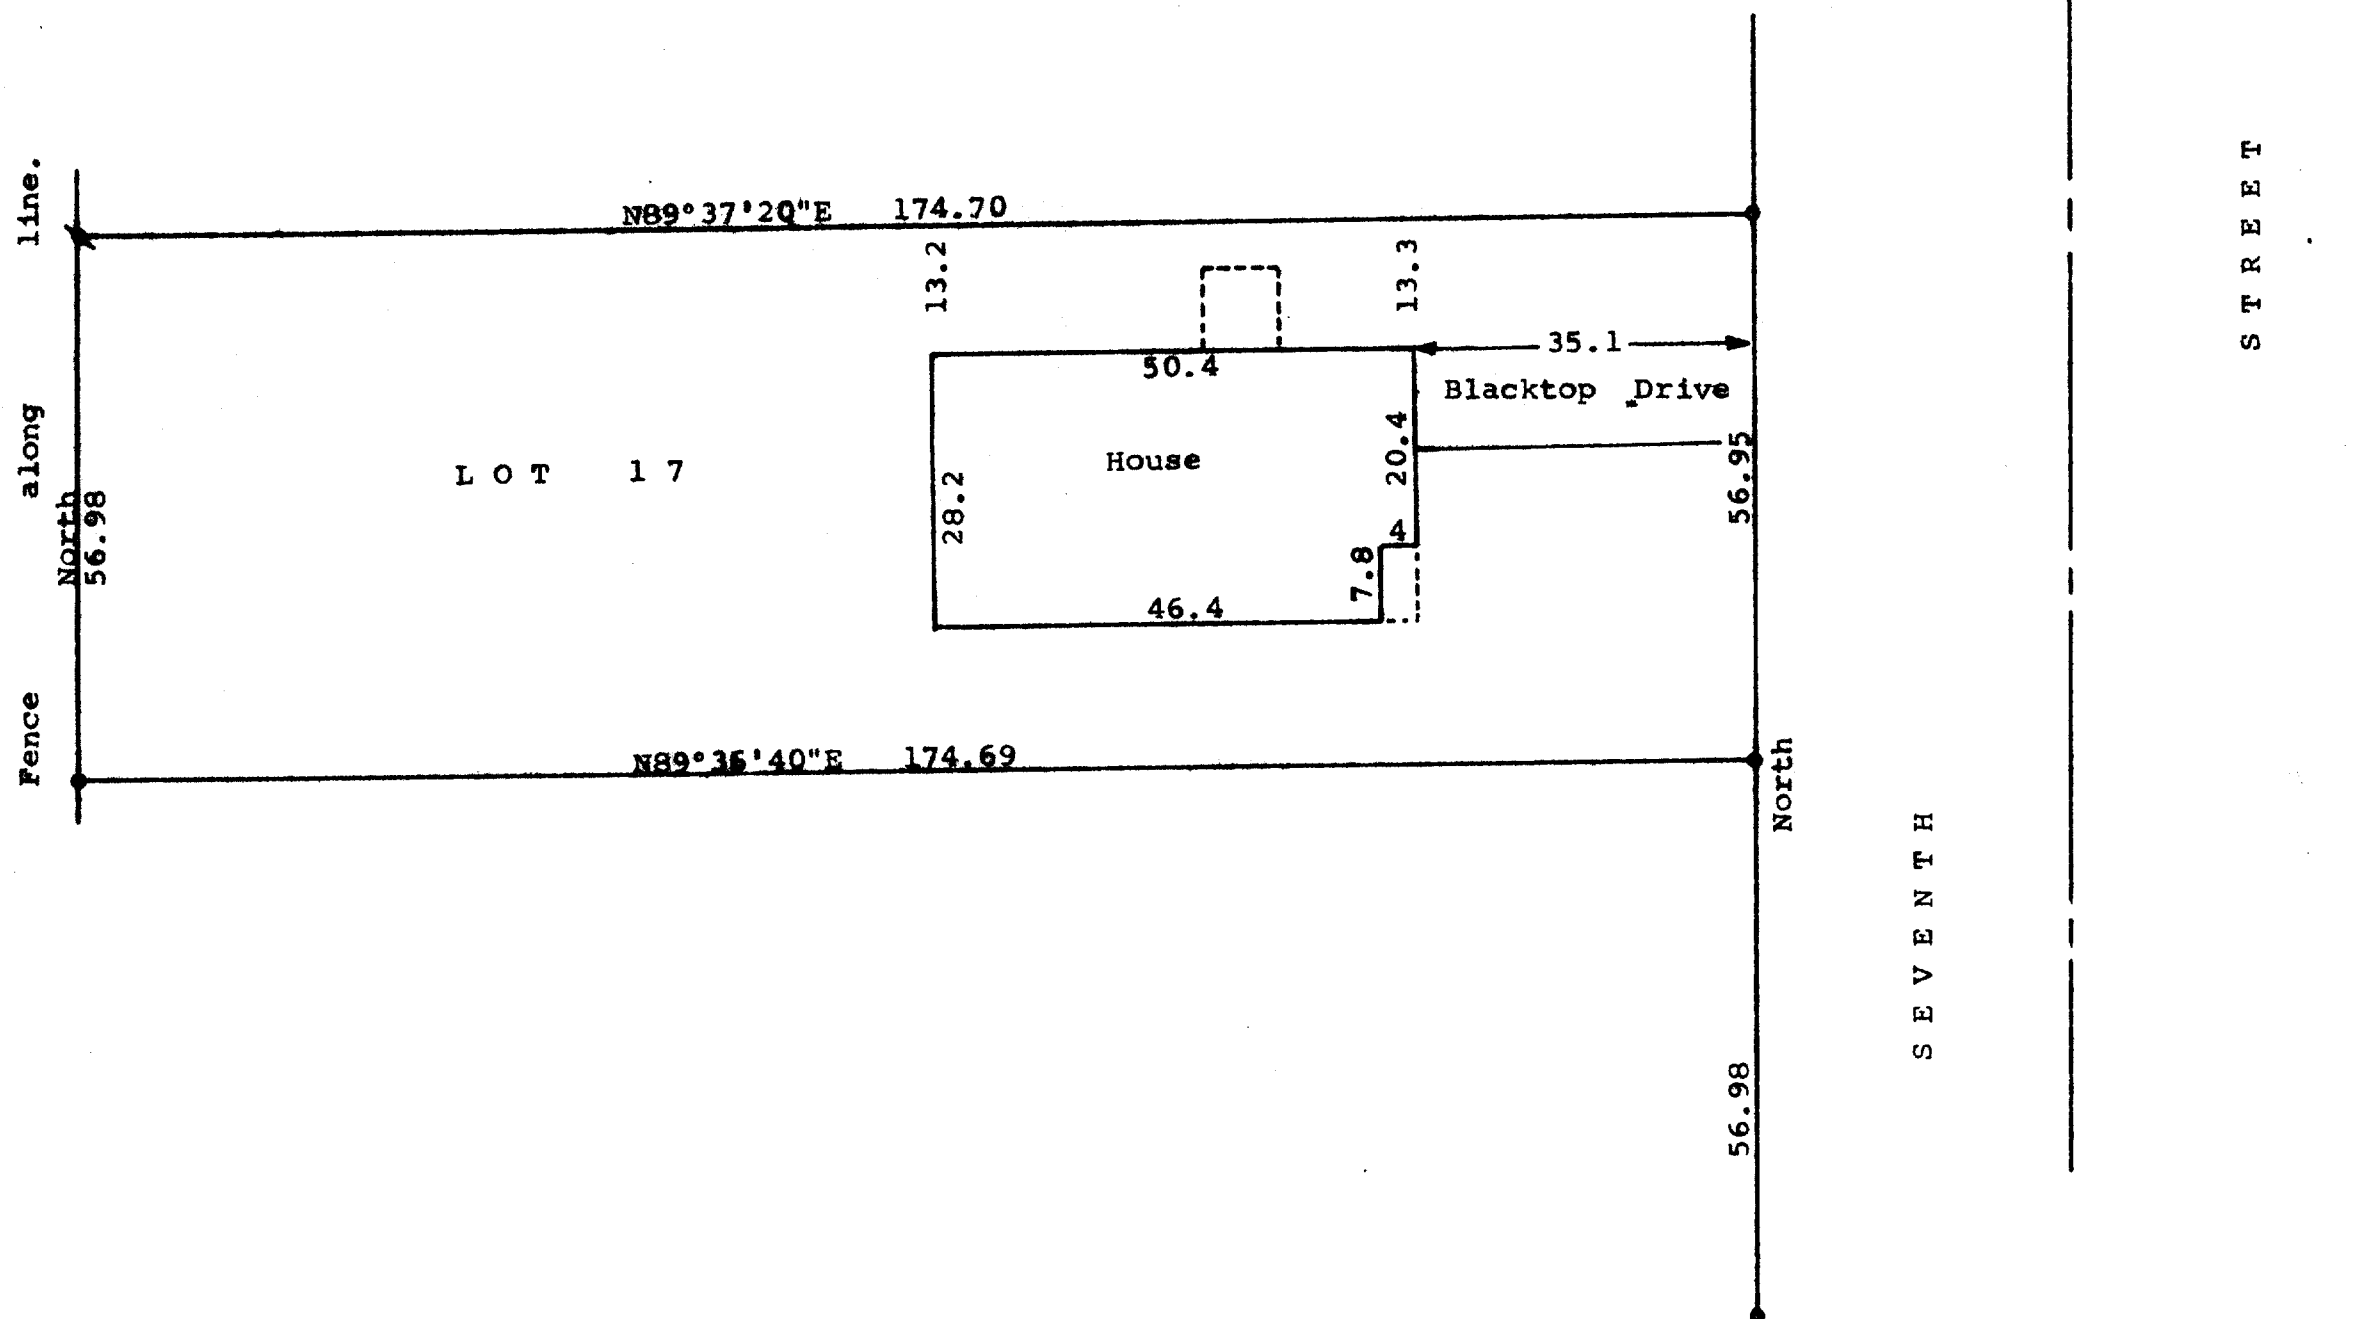 N89°37'20"E 174.70
13.2
13.3
35.1
50.4
Blacktop Drive
20.4
House
LOT 17
28.2
4
7.8
46.4
56.95
North
56.98
Fence along line.
N89°36'40"E 174.69
North
56.98
SEVENTH STREET